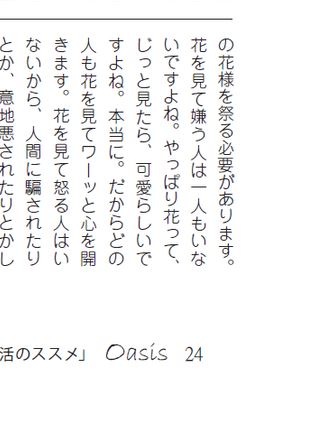 の花様を祭る必要があります。
花を見て嫌う人は一人もいな
いですよね。やっぱり花って、
じっと見たら、可愛らしいで
すよね。本当に。だからどの
人も花を見てワーッと心を開
きます。花を見て怒る人はい
ないから、人間に騙されたり
とか、意地悪されたりとかし
活のススメ」 Oasis 24